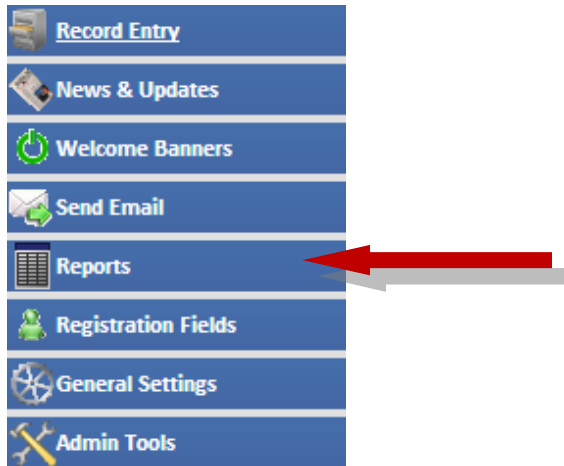 Record Entry
News & Updates
Welcome Banners
Send Email
Reports
Registration Fields
General Settings
Admin Tools